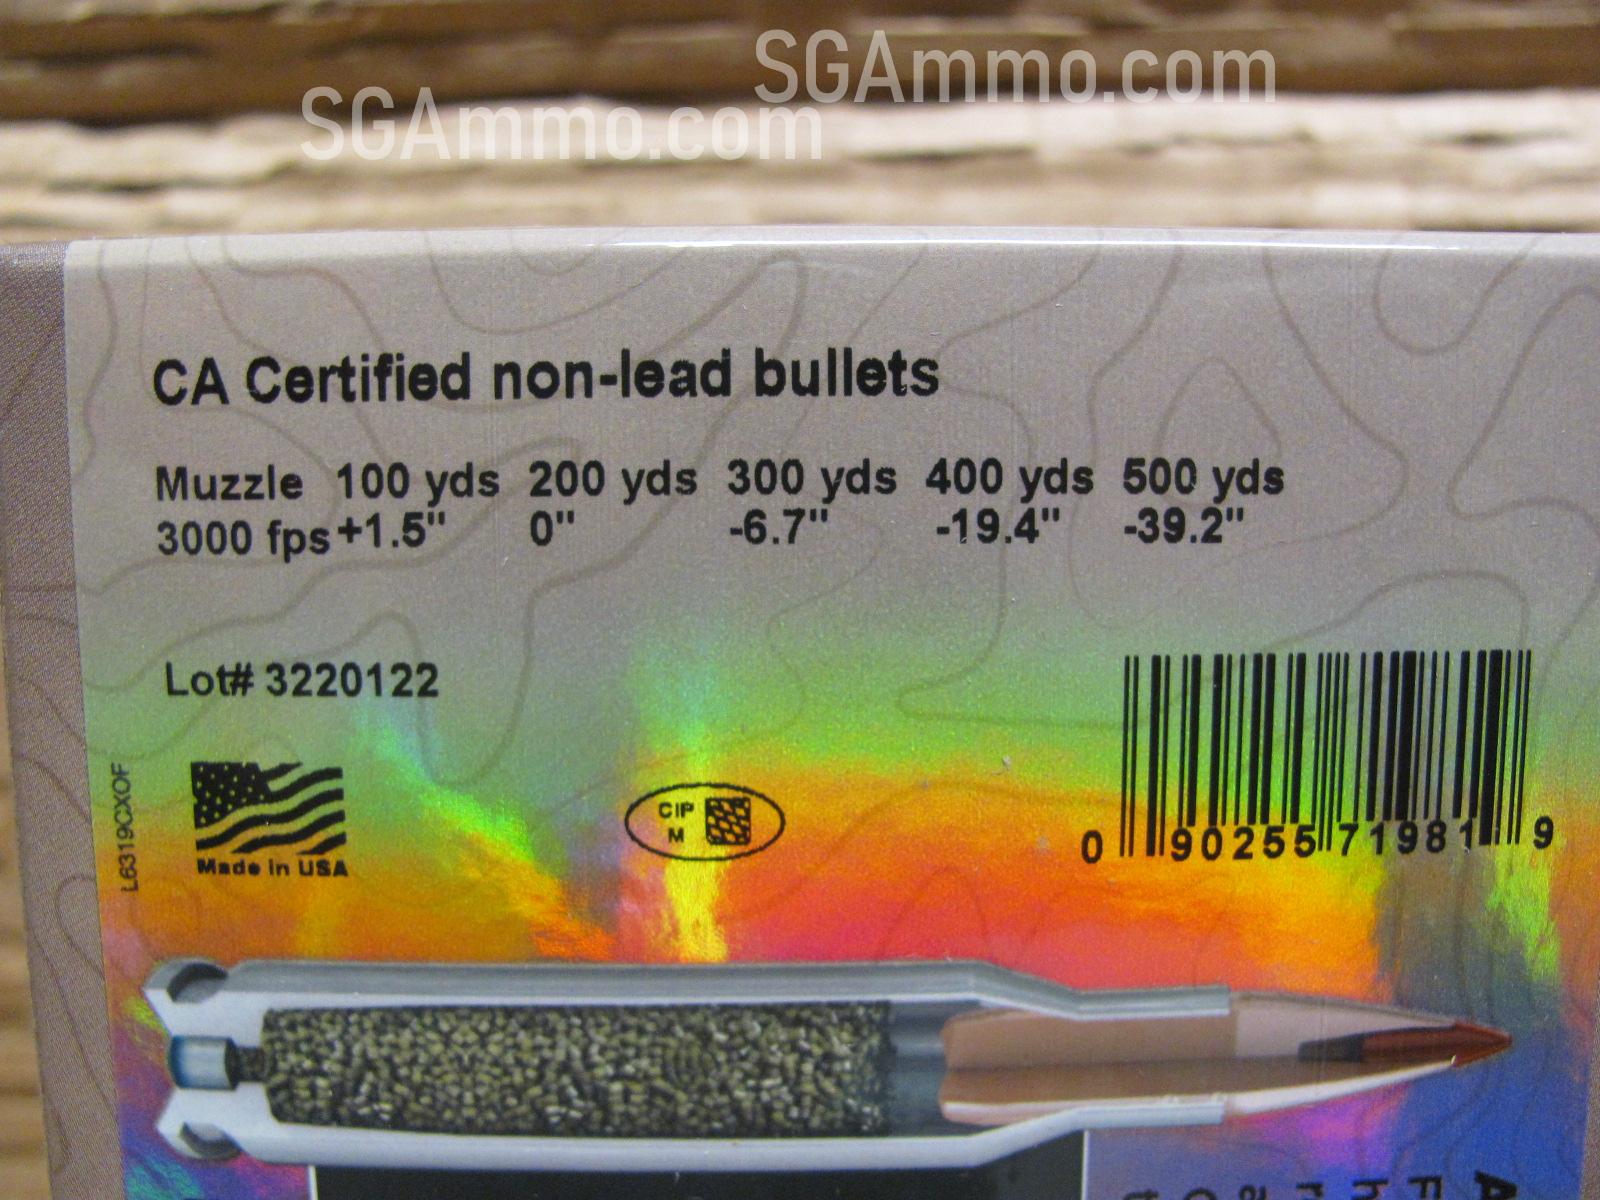 SGAmmo.com
SGAmmo.com
CA Certified non-lead bullets
Muzzle 100 yds 200 yds 300 yds 400 yds 500 yds
3000 fps +1.5" 0" -6.7" -19.4" -39.2"
Lot# 3220122
L6319CXOF
Made in USA
CIP
M
0 90255 71981 9